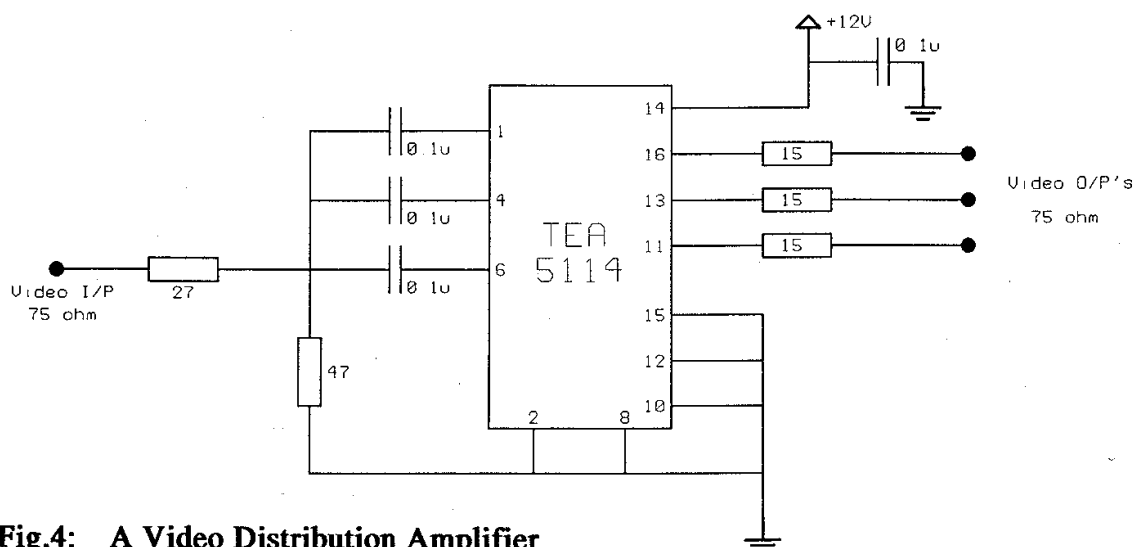 +12V
0 1u
14
1
0.1u
16
15
4
0 1u
13
15
Video O/P's
75 ohm
TEA
5114
11
15
6
0 1u
Video I/P
75 ohm
27
15
47
12
10
2
8
Fig.4: A Video Distribution Amplifier